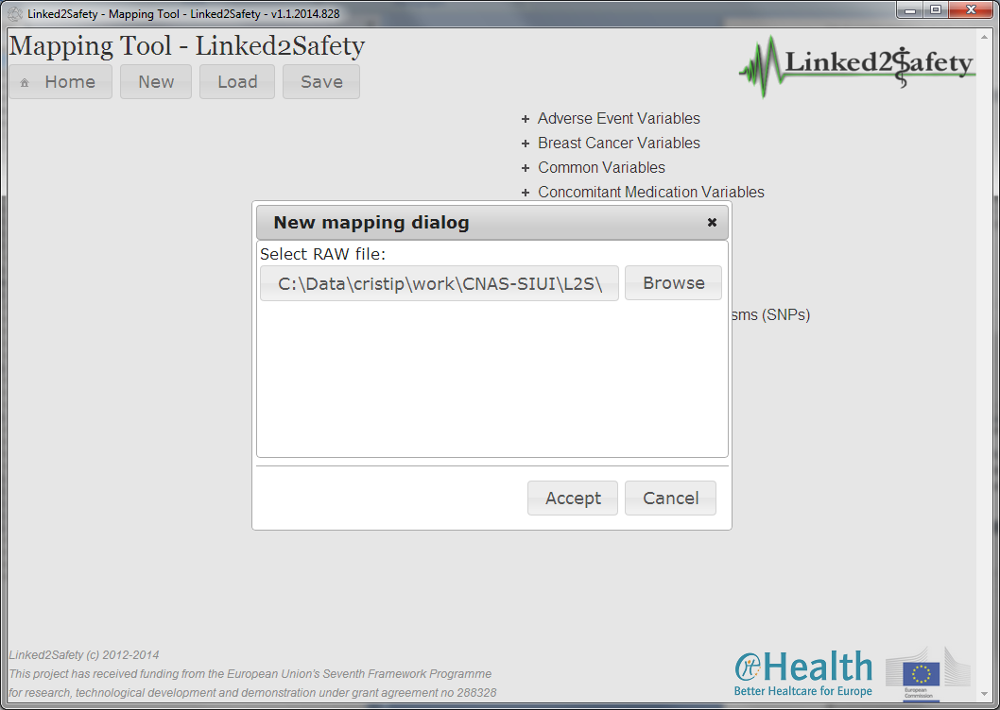 Linked2Safety - Mapping Tool - Linked2Safety - v1.1.2014.828
Mapping Tool - Linked2Safety
Linked2Safety
Home New Load Save
+ Adverse Event Variables
+ Breast Cancer Variables
+ Common Variables
+ Concomitant Medication Variables
New mapping dialog
Select RAW file:
C:\Data\cristip\work\CNAS-SIUI\L2S\ Browse
sms (SNPs)
Accept Cancel
Linked2Safety (c) 2012-2014
This project has received funding from the European Union's Seventh Framework Programme
for research, technological development and demonstration under grant agreement no 288328
eHealth
Better Healtcare for Europe
European
Commission